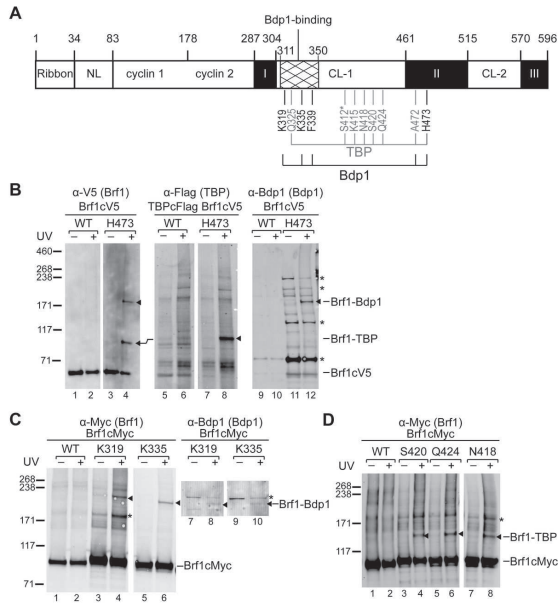 A
Bdp1-binding
1 34 83 178 287 304 311 350 461 515 570 596
Ribbon NL cyclin 1 cyclin 2 I CL-1 II CL-2 III
K319 Q325 K335 F339 S412* K415 N418 S420 Q424 A472 H473
TBP
Bdp1
B
α-V5 (Brf1) α-Flag (TBP) α-Bdp1 (Bdp1)
Brf1cV5 TBPcFlag Brf1cV5 Brf1cV5
WT H473 WT H473 WT H473
UV − + − + − + − + − + − +
460
268
238
171
117
71
*
*
Brf1-Bdp1
*
Brf1-TBP
*
Brf1cV5
1 2 3 4 5 6 7 8 9 10 11 12
C
α-Myc (Brf1) α-Bdp1 (Bdp1)
Brf1cMyc Brf1cMyc
WT K319 K335 K319 K335
UV − + − + − + − + − +
268
238
171
117
71
*
*
Brf1-Bdp1
Brf1cMyc
1 2 3 4 5 6 7 8 9 10
D
α-Myc (Brf1)
Brf1cMyc
WT S420 Q424 N418
UV − + − + − + − +
268
238
171
117
*
Brf1-TBP
Brf1cMyc
1 2 3 4 5 6 7 8